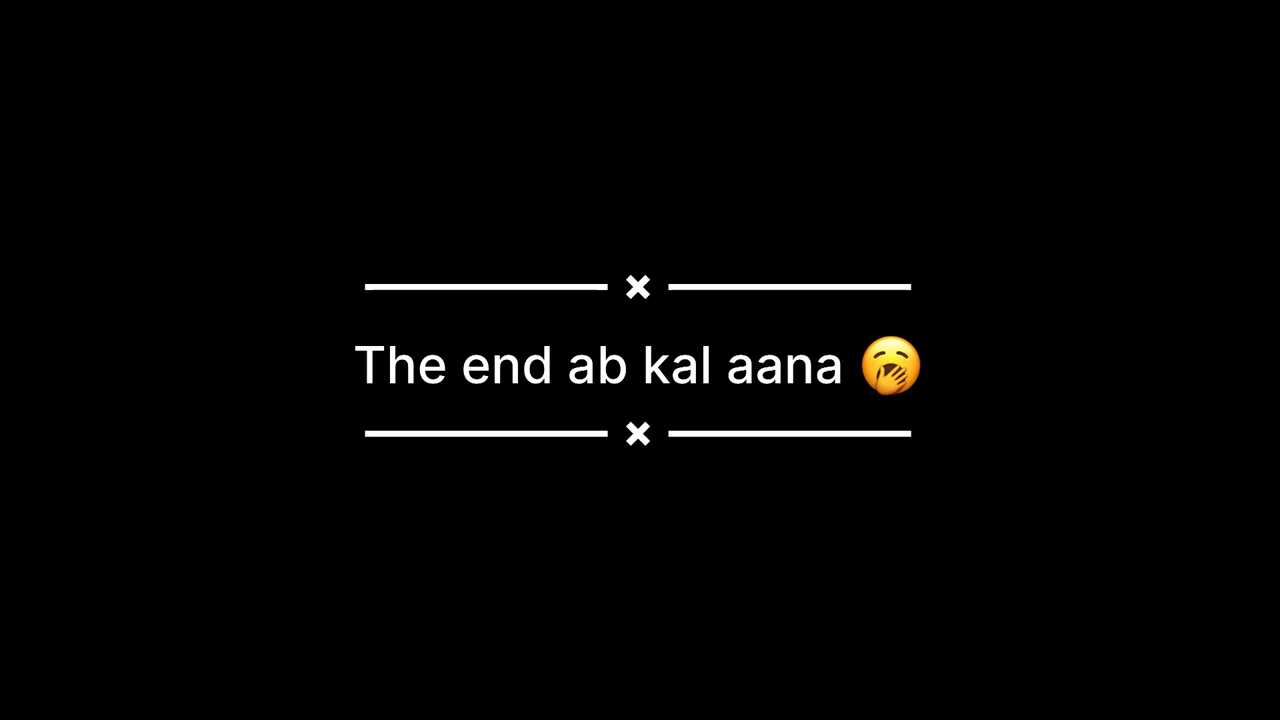 The end ab kal aana 🥱